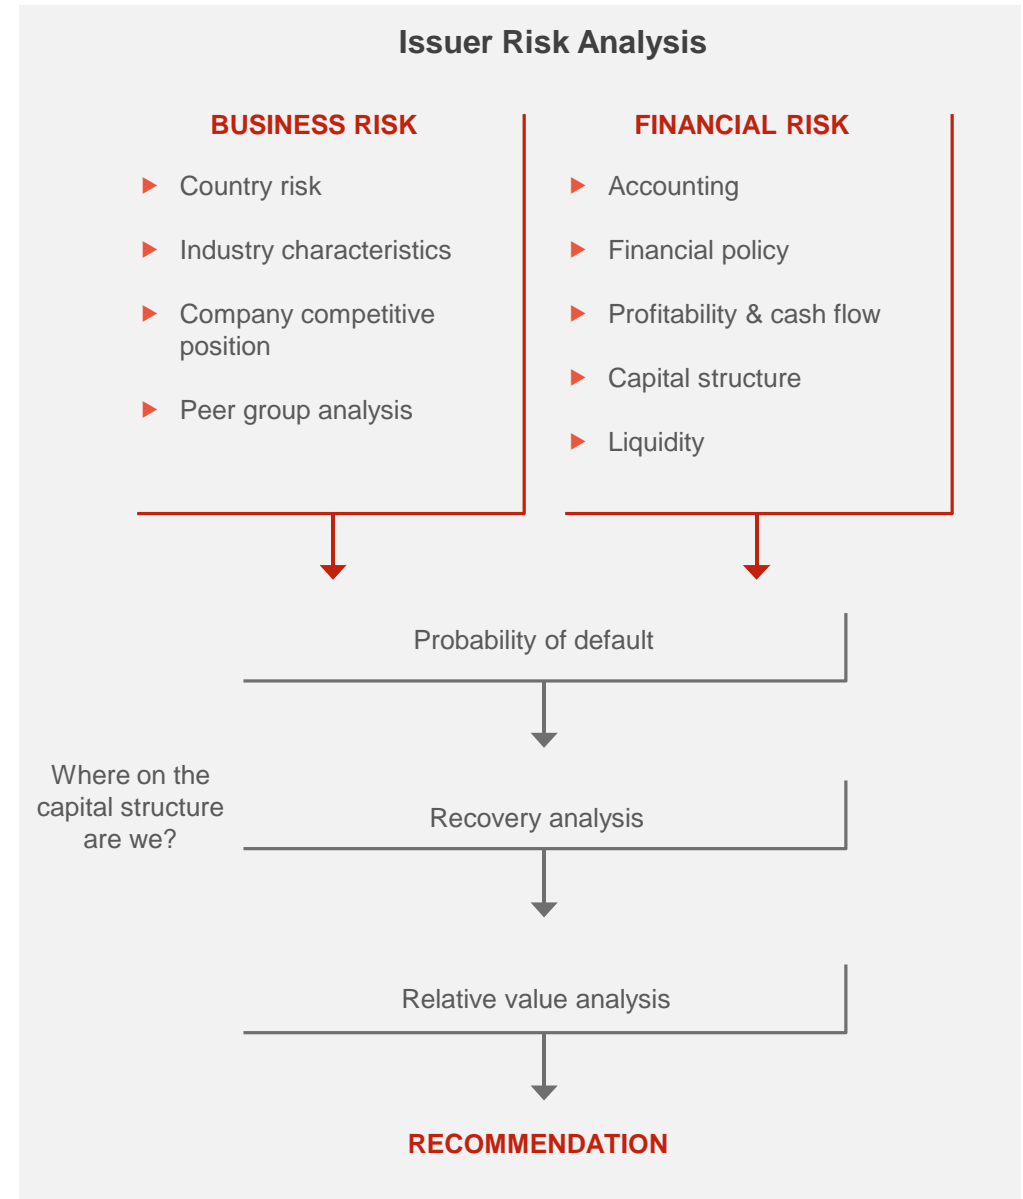 Issuer Risk Analysis
BUSINESS RISK
Country risk
Industry characteristics
Company competitive
position
Peer group analysis
FINANCIAL RISK
Accounting
Financial policy
Profitability & cash flow
Capital structure
Liquidity
Probability of default
Where on the
capital structure
are we?
Recovery analysis
Relative value analysis
RECOMMENDATION